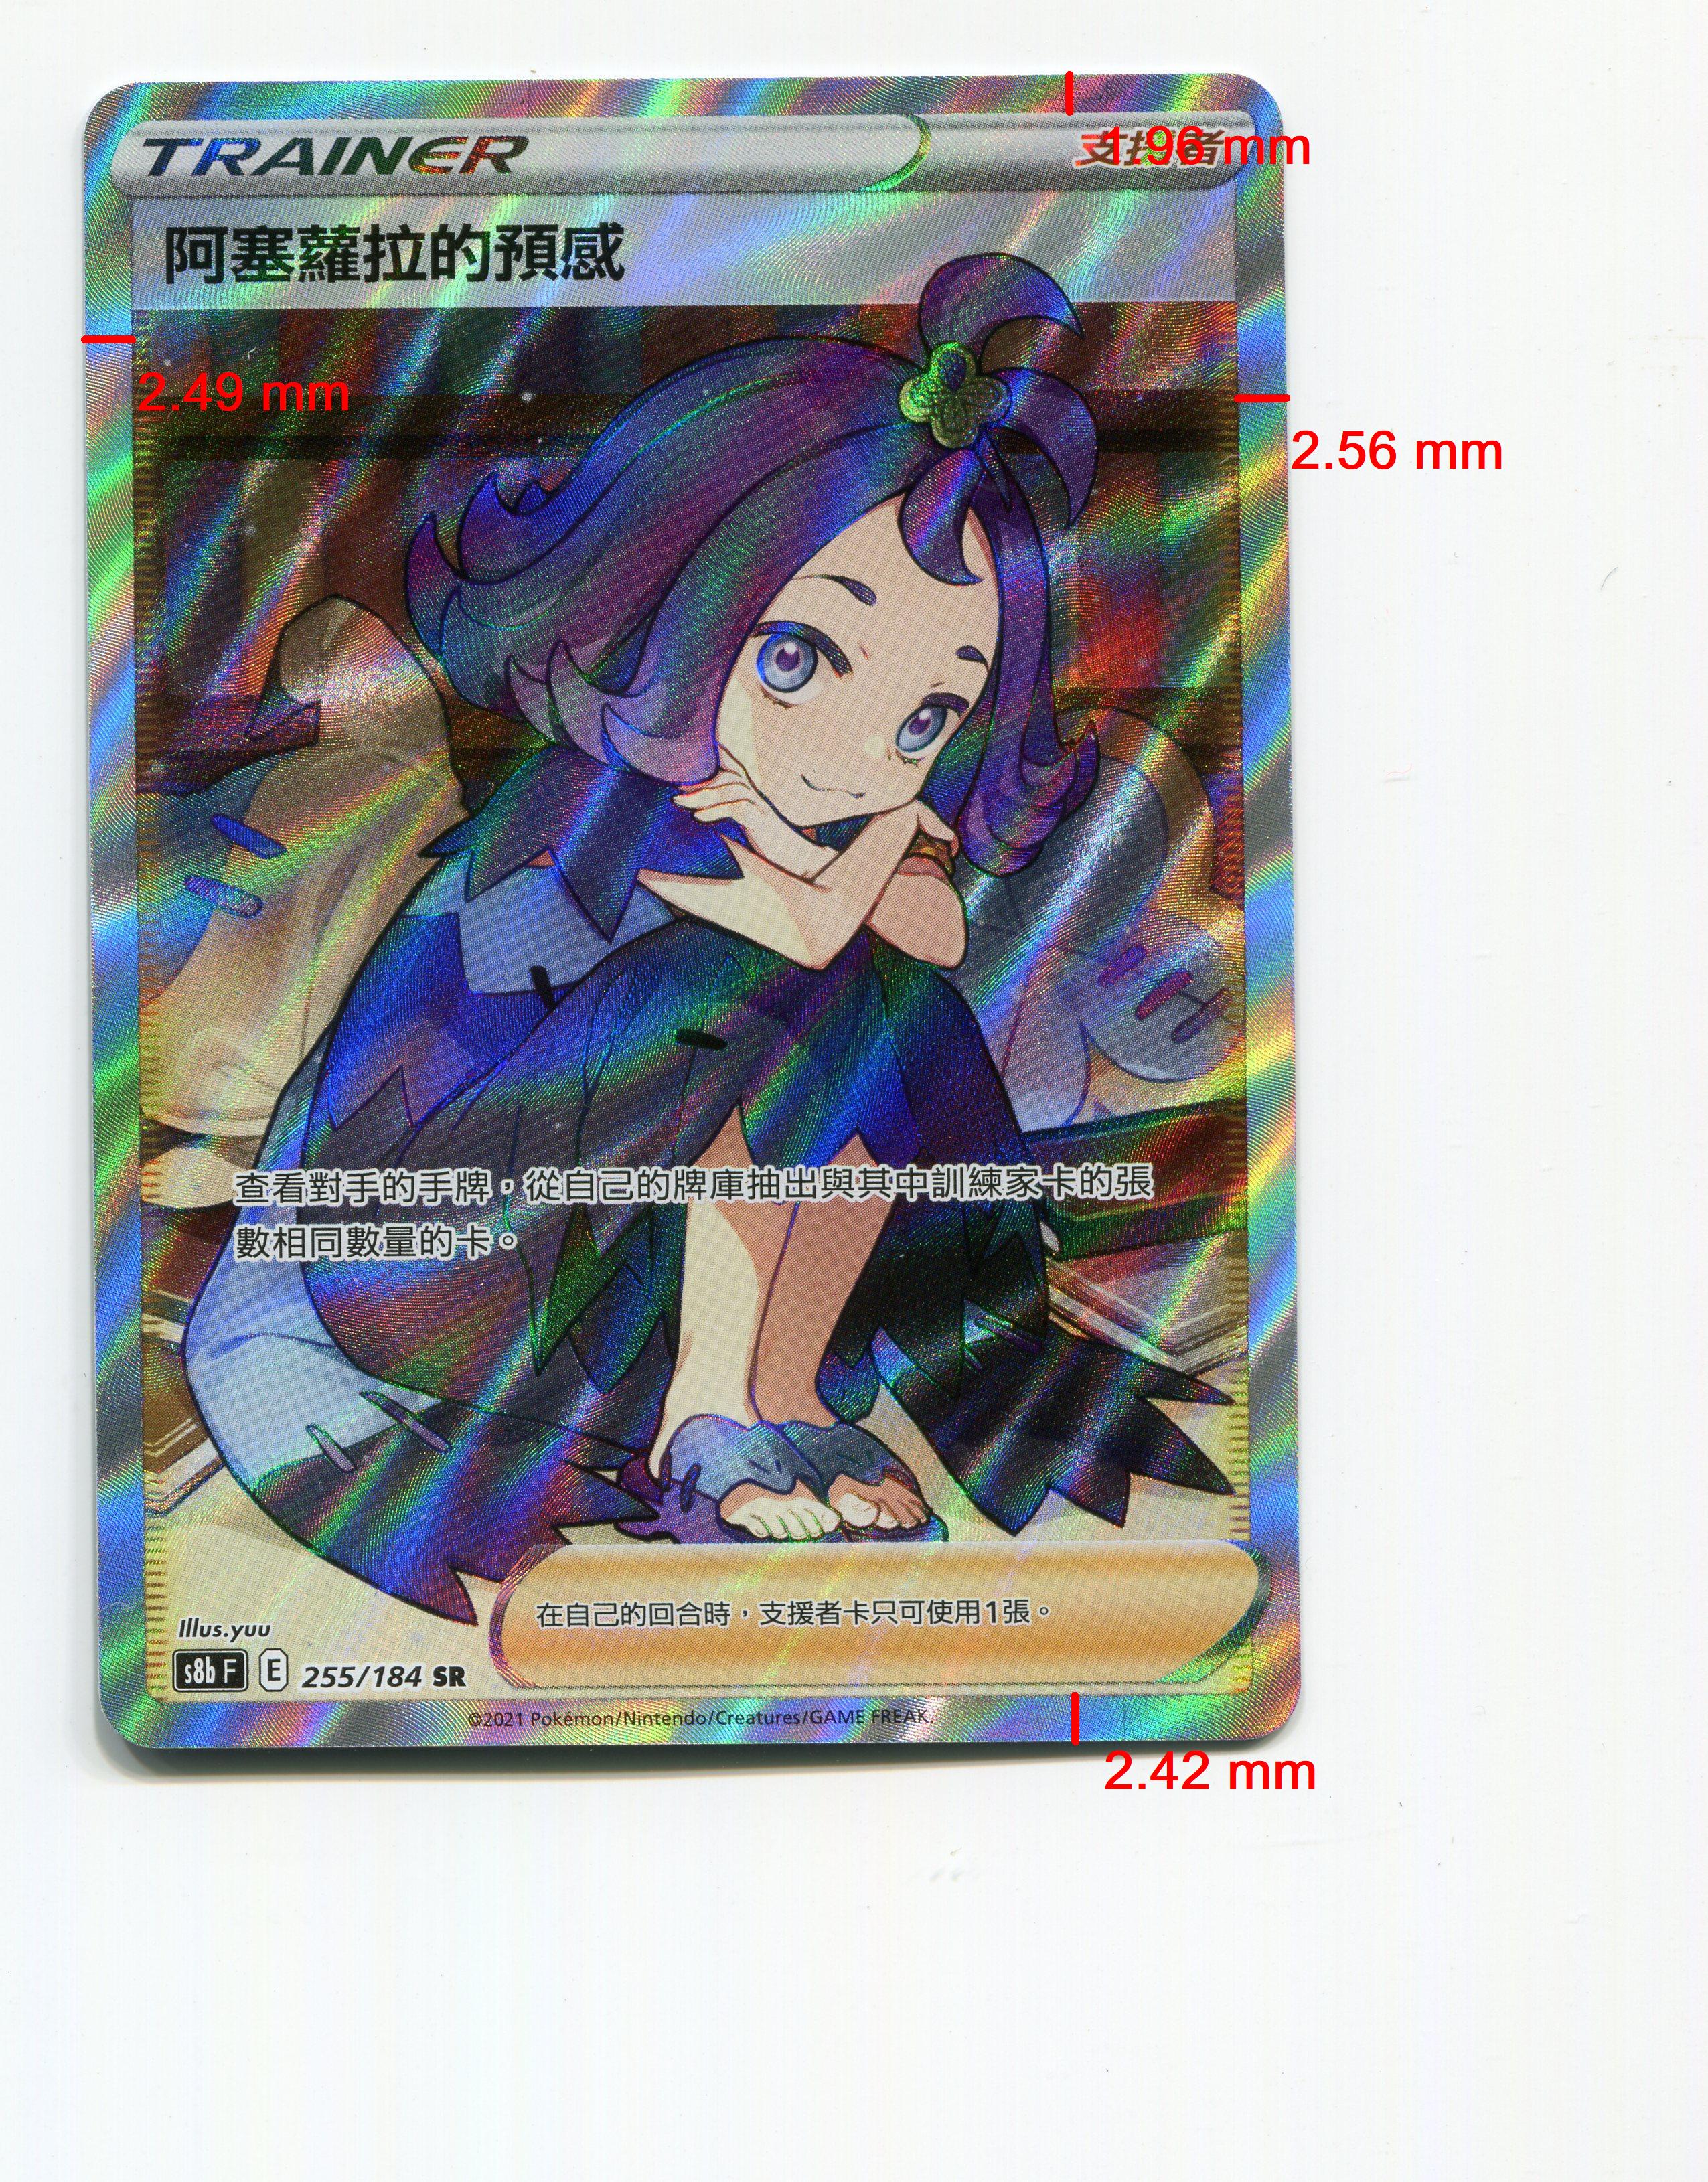 TRAINER
支援者
1.96 mm
阿塞蘿拉的預感
2.49 mm
2.56 mm
查看對手的手牌，從自己的牌庫抽出與其中訓練家卡的張
數相同數量的卡。
在自己的回合時，支援者卡只可使用1張。
Illus.yuu
s8b F E 255/184 SR
©2021 Pokémon/Nintendo/Creatures/GAME FREAK.
2.42 mm